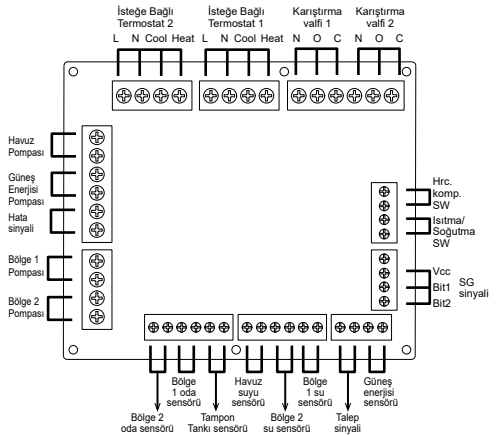 İsteğe Bağlı
Termostat 2
İsteğe Bağlı
Termostat 1
Karıştırma
valfi 1
Karıştırma
valfi 2
L N Cool Heat
L N Cool Heat
N O C
N O C
Havuz
Pompası
Güneş
Enerjisi
Pompası
Hata
sinyali
Bölge 1
Pompası
Bölge 2
Pompası
Hrc.
komp.
SW
Isıtma/
Soğutma
SW
Vcc
Bit1
Bit2
SG
sinyali
Bölge
1 oda
sensörü
Havuz
suyu
sensörü
Bölge
1 su
sensörü
Güneş
enerjisi
sensörü
Bölge 2
oda sensörü
Tampon
Tankı sensörü
Bölge 2
su sensörü
Talep
sinyali